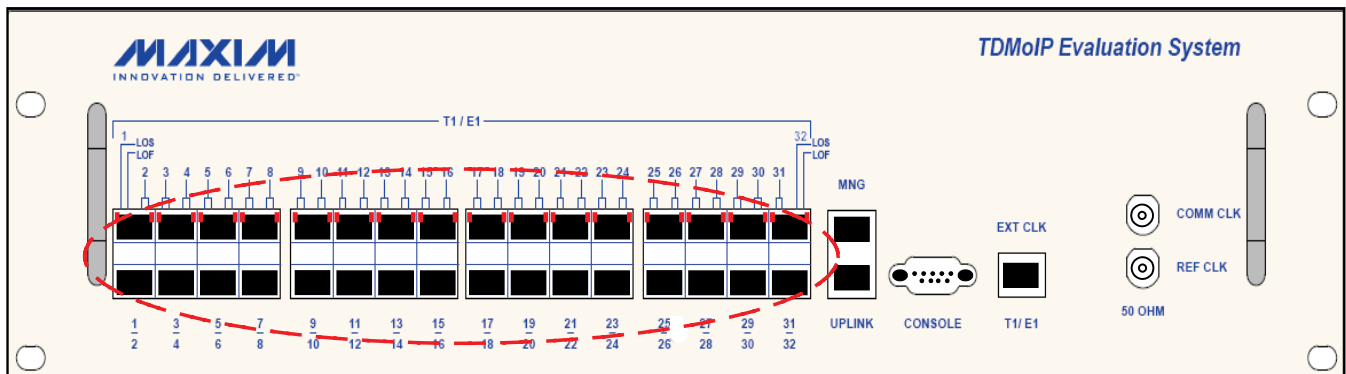 MAXIM
INNOVATION DELIVERED
TDMoIP Evaluation System
T1 / E1
1 LOS
LOF
32 LOS
LOF
2 3 4 5 6 7 8 9 10 11 12 13 14 15 16 17 18 19 20 21 22 23 24 25 26 27 28 29 30 31
MNG
COMM CLK
EXT CLK
REF CLK
50 OHM
UPLINK CONSOLE T1/ E1
1 3 5 7 9 11 13 15 17 19 21 23 25 27 29 31
2 4 6 8 10 12 14 16 18 20 22 24 26 28 30 32